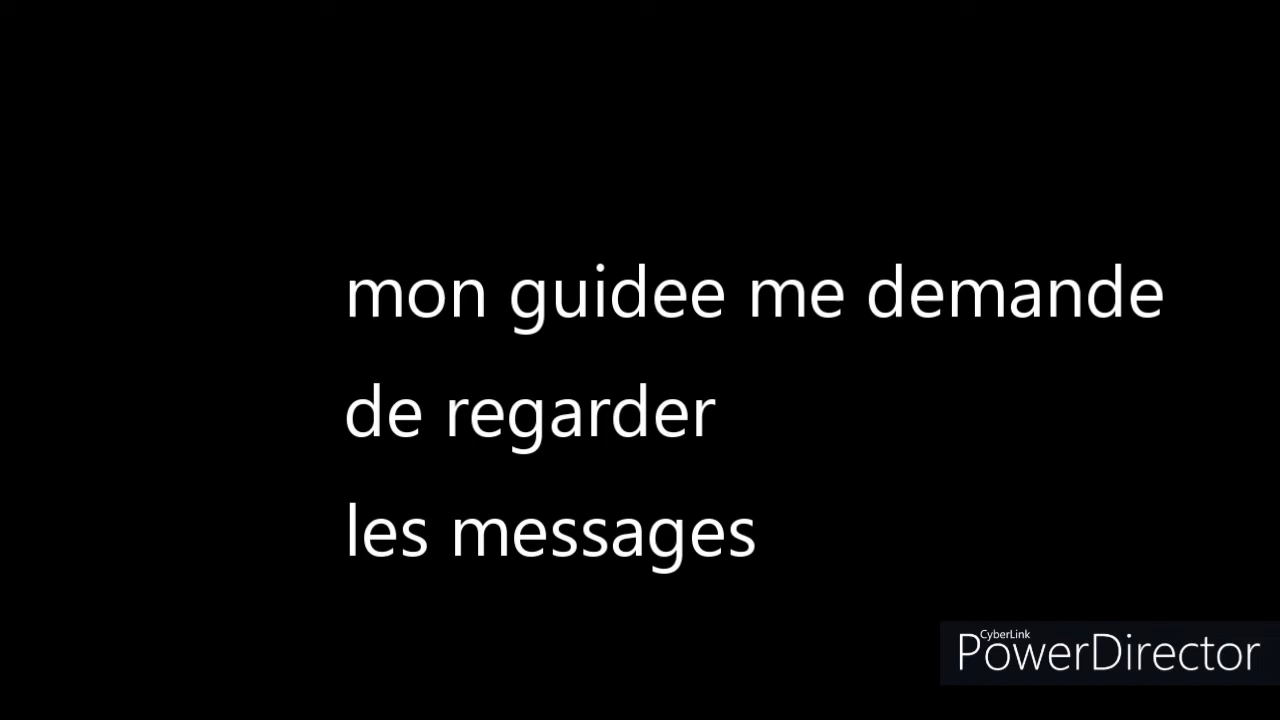 mon guidee me demande
de regarder
les messages
CyberLink
PowerDirector